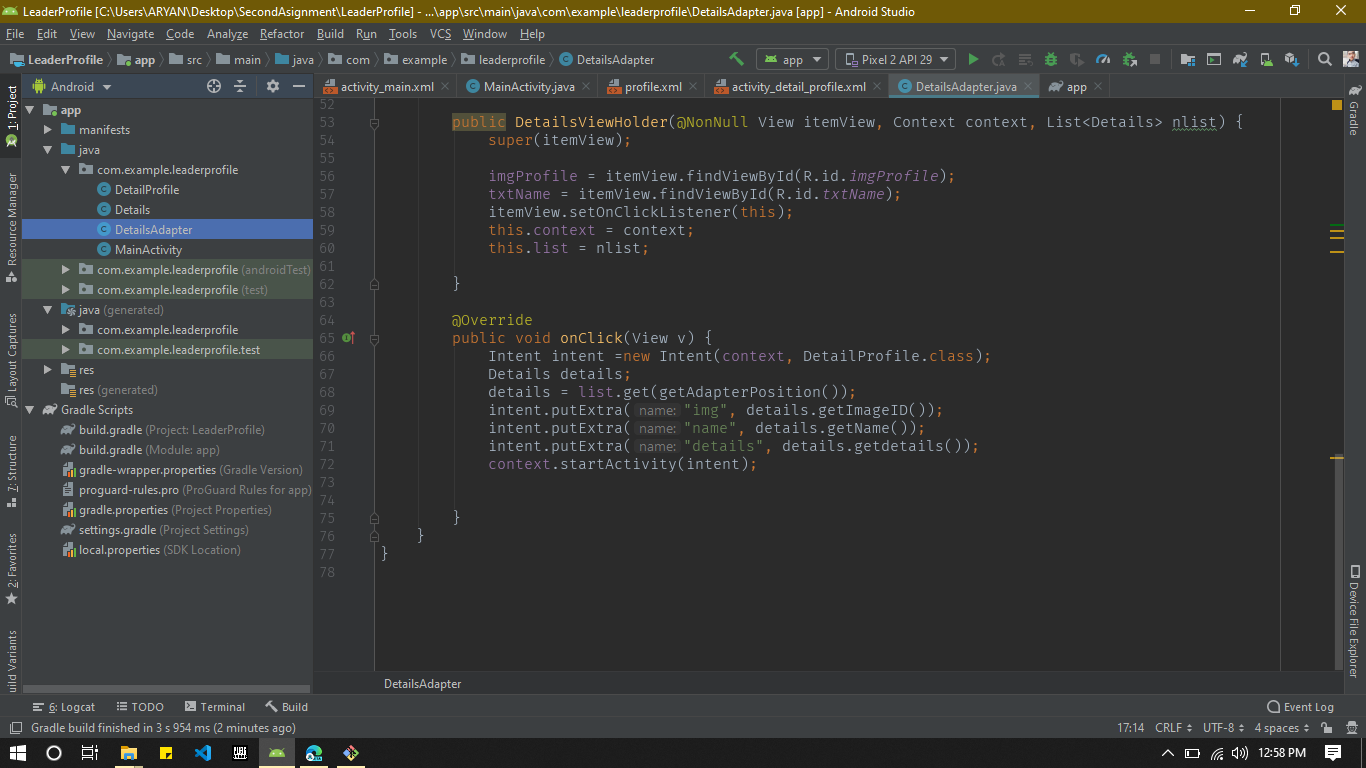 LeaderProfile [C:\Users\ARYAN\Desktop\SecondAsignment\LeaderProfile] - ...\app\src\main\java\com\example\leaderprofile\DetailsAdapter.java [app] - Android Studio
File Edit View Navigate Code Analyze Refactor Build Run Tools VCS Window Help
LeaderProfile app src main java com example leaderprofile DetailsAdapter app Pixel 2 API 29
Android
activity_main.xml MainActivity.java profile.xml activity_detail_profile.xml DetailsAdapter.java app
1: Project
Resource Manager
Layout Captures
7: Structure
2: Favorites
uild Variants
app
manifests
java
com.example.leaderprofile
DetailProfile
Details
DetailsAdapter
MainActivity
com.example.leaderprofile (androidTest)
com.example.leaderprofile (test)
java (generated)
com.example.leaderprofile
com.example.leaderprofile.test
res
res (generated)
Gradle Scripts
build.gradle (Project: LeaderProfile)
build.gradle (Module: app)
gradle-wrapper.properties (Gradle Version)
proguard-rules.pro (ProGuard Rules for app)
gradle.properties (Project Properties)
settings.gradle (Project Settings)
local.properties (SDK Location)
52
53 public DetailsViewHolder(@NonNull View itemView, Context context, List<Details> nlist) {
54 super(itemView);
55
56 imgProfile = itemView.findViewById(R.id.imgProfile);
57 txtName = itemView.findViewById(R.id.txtName);
58 itemView.setOnClickListener(this);
59 this.context = context;
60 this.list = nlist;
61
62 }
63
64 @Override
65 public void onClick(View v) {
66 Intent intent =new Intent(context, DetailProfile.class);
67 Details details;
68 details = list.get(getAdapterPosition());
69 intent.putExtra( name: "img", details.getImageID());
70 intent.putExtra( name: "name", details.getName());
71 intent.putExtra( name: "details", details.getdetails());
72 context.startActivity(intent);
73
74
75 }
76 }
77 }
78
DetailsAdapter
Gradle
Device File Explorer
6: Logcat TODO Terminal Build Event Log
Gradle build finished in 3 s 954 ms (2 minutes ago) 17:14 CRLF UTF-8 4 spaces
12:58 PM